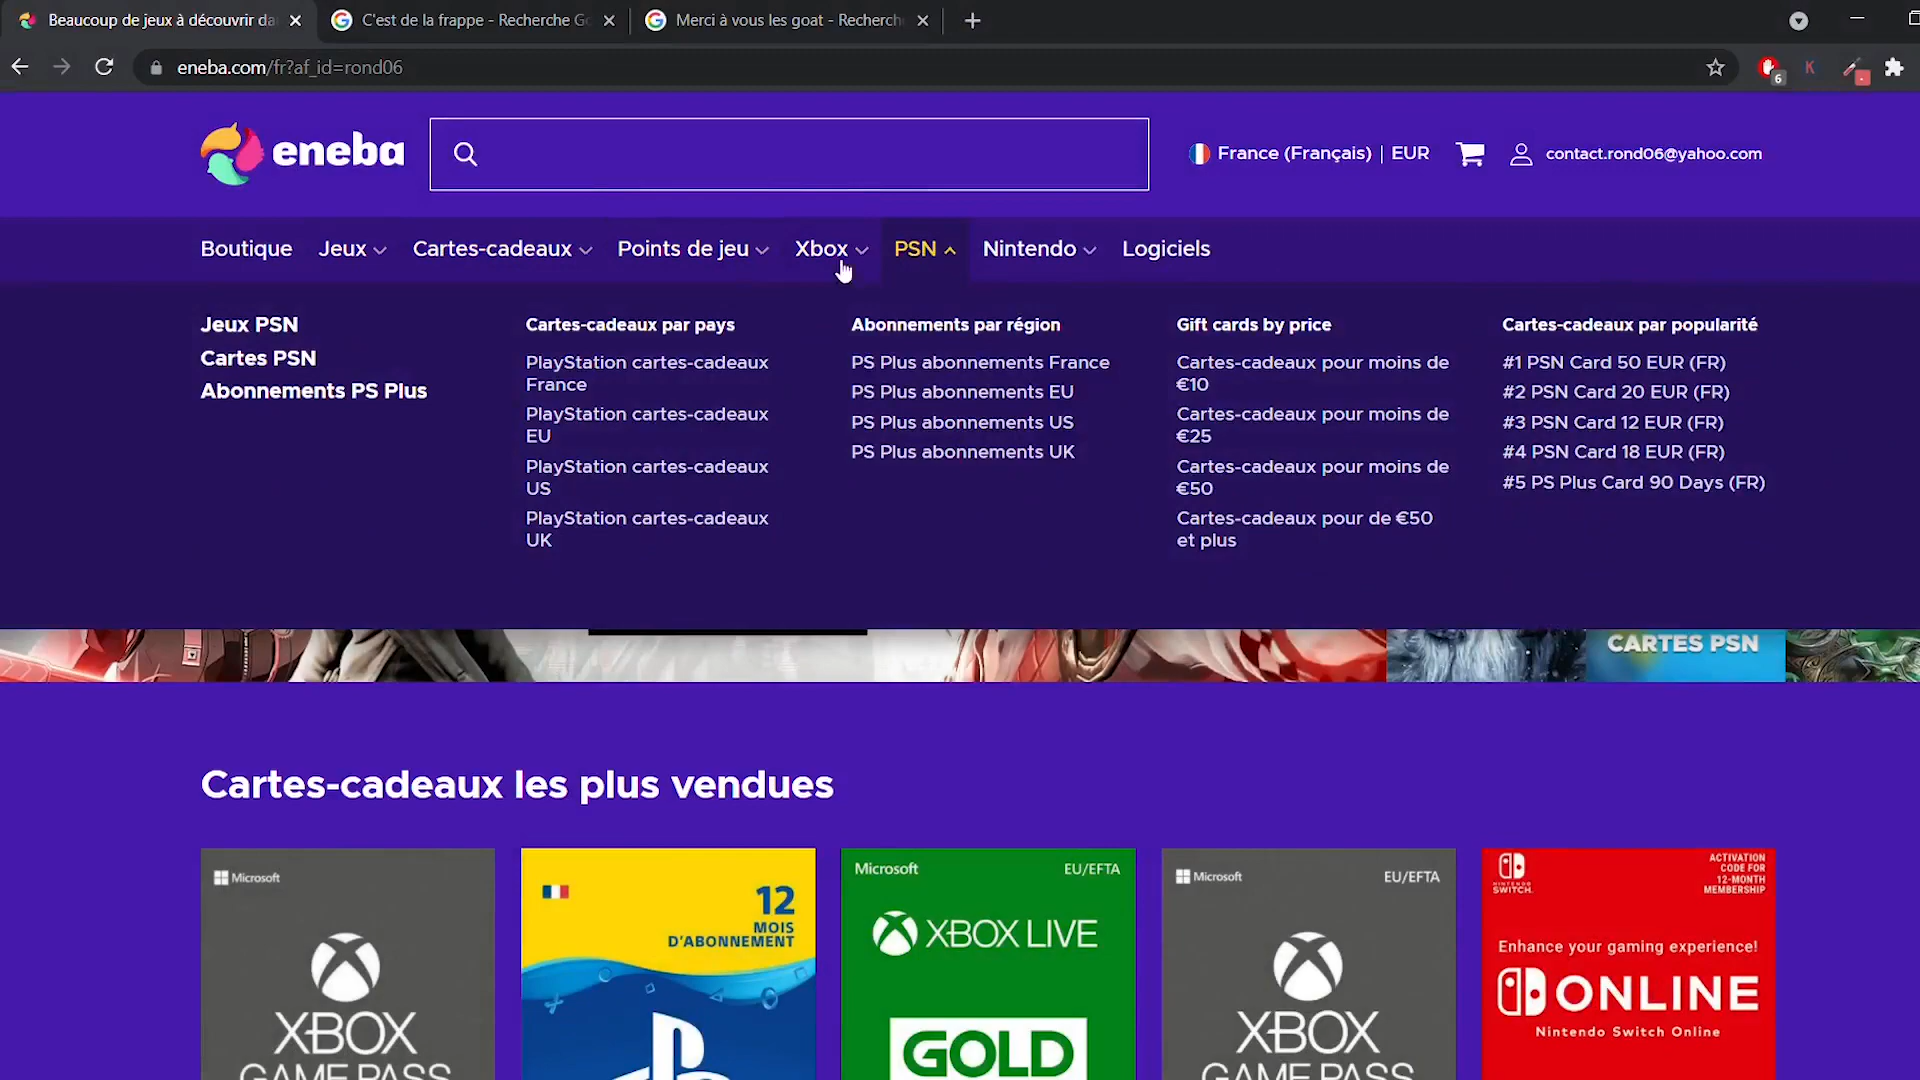 Beaucoup de jeux à découvrir da
C'est de la frappe - Recherche Go
Merci à vous les goat - Recherch
eneba.com/fr?af_id=rond06
6
K
eneba
France (Français) | EUR
contact.rond06@yahoo.com
Boutique
Jeux
Cartes-cadeaux
Points de jeu
Xbox
PSN
Nintendo
Logiciels
Jeux PSN
Cartes PSN
Abonnements PS Plus
Cartes-cadeaux par pays
PlayStation cartes-cadeaux
France
PlayStation cartes-cadeaux
EU
PlayStation cartes-cadeaux
US
PlayStation cartes-cadeaux
UK
Abonnements par région
PS Plus abonnements France
PS Plus abonnements EU
PS Plus abonnements US
PS Plus abonnements UK
Gift cards by price
Cartes-cadeaux pour moins de
€10
Cartes-cadeaux pour moins de
€25
Cartes-cadeaux pour moins de
€50
Cartes-cadeaux pour de €50
et plus
Cartes-cadeaux par popularité
#1 PSN Card 50 EUR (FR)
#2 PSN Card 20 EUR (FR)
#3 PSN Card 12 EUR (FR)
#4 PSN Card 18 EUR (FR)
#5 PS Plus Card 90 Days (FR)
CARTES PSN
Cartes-cadeaux les plus vendues
Microsoft
XBOX
GAME PASS
12
MOIS
D'ABONNEMENT
Microsoft
EU/EFTA
XBOX LIVE
GOLD
Microsoft
EU/EFTA
XBOX
GAME PASS
NINTENDO
SWITCH
ACTIVATION
CODE FOR
12-MONTH
MEMBERSHIP
Enhance your gaming experience!
ONLINE
Nintendo Switch Online